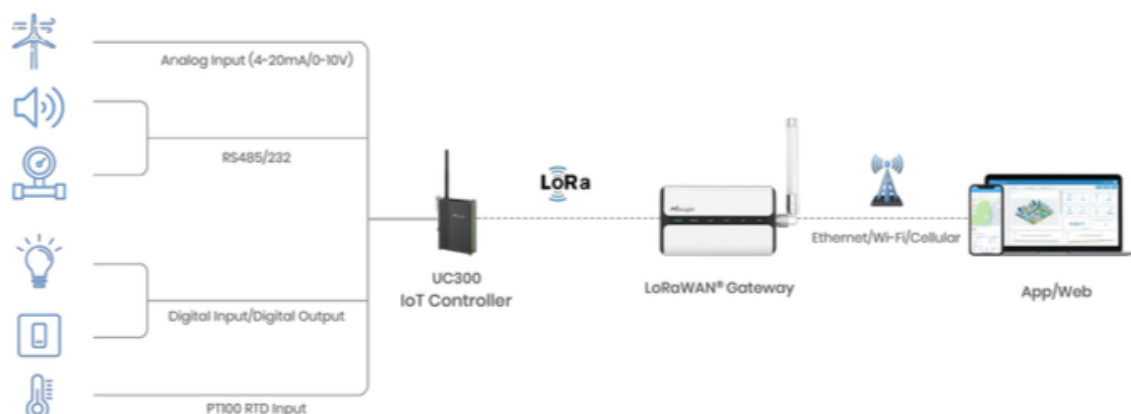 Analog Input (4-20mA/0-10V)
RS485/232
LoRa
Milesight
Ethernet/Wi-Fi/Cellular
UC300
IoT Controller
LoRaWAN® Gateway
App/Web
Digital Input/Digital Output
PT100 RTD Input